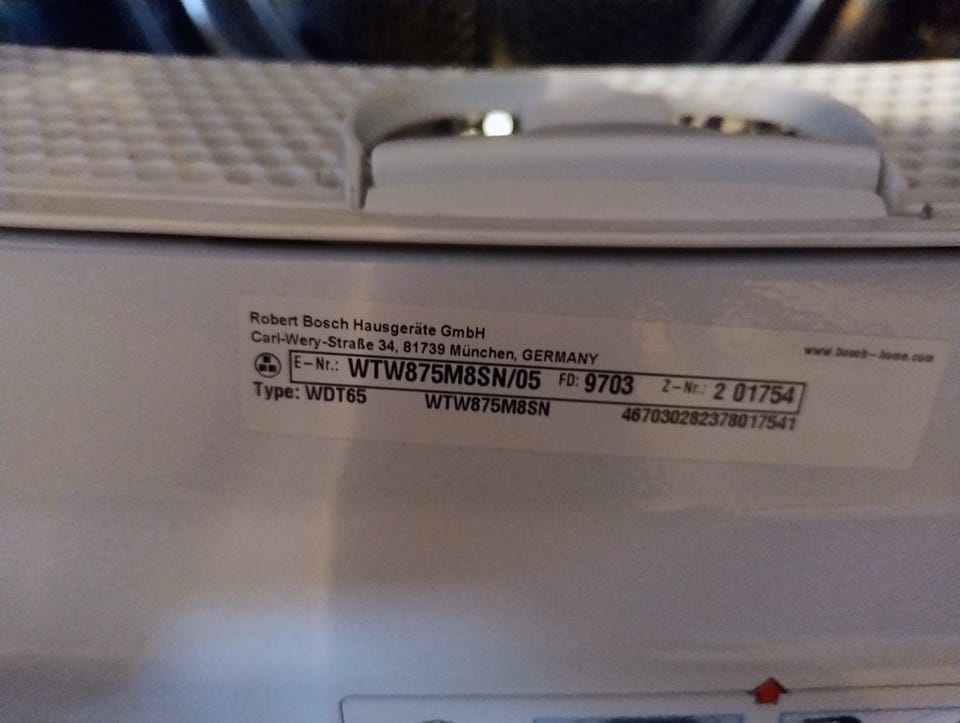 Robert Bosch Hausgeräte GmbH
Carl-Wery-Straße 34, 81739 München, GERMANY
www.bosch-home.com
E-Nr.: WTW875M8SN/05 FD: 9703 Z-Nr.: 2 01754
Type: WDT65 WTW875M8SN 467030282378017541